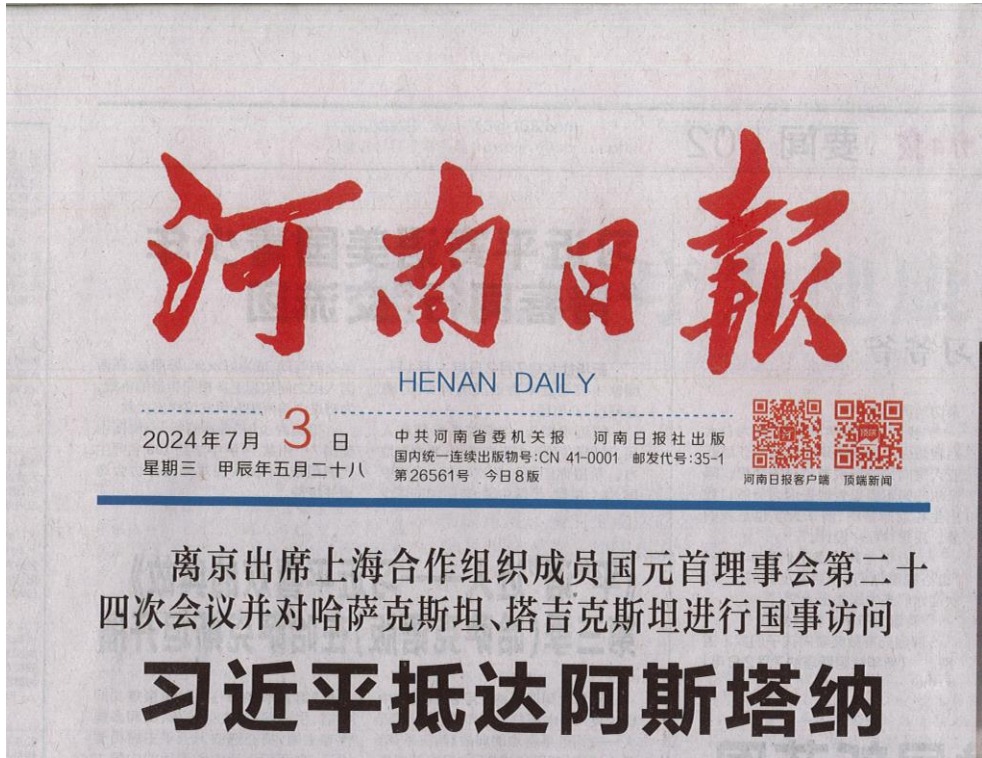 河南日报
HENAN DAILY
2024年7月 3 日
星期三 甲辰年五月二十八
中共河南省委机关报 河南日报社出版
国内统一连续出版物号:CN 41-0001 邮发代号:35-1
第26561号 今日8版
河南日报客户端 顶端新闻
离京出席上海合作组织成员国元首理事会第二十
四次会议并对哈萨克斯坦、塔吉克斯坦进行国事访问
习近平抵达阿斯塔纳